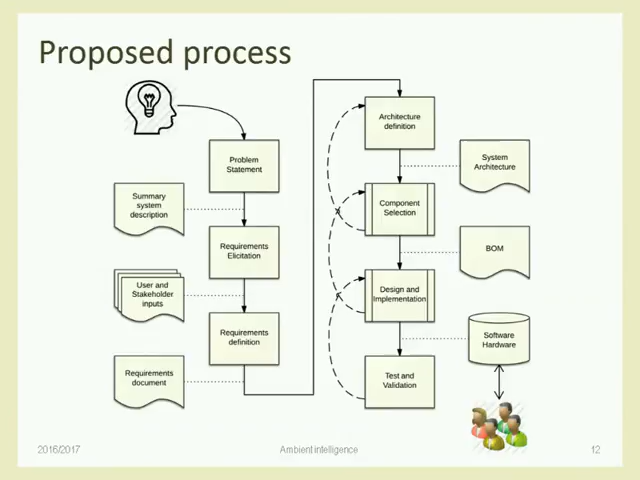 Proposed process
Problem
Statement
Summary
system
description
Requirements
Elicitation
User and
Stakeholder
inputs
Requirements
definition
Requirements
document
Architecture
definition
System
Architecture
Component
Selection
BOM
Design and
Implementation
Software
Hardware
Test and
Validation
2016/2017
Ambient intelligence
12